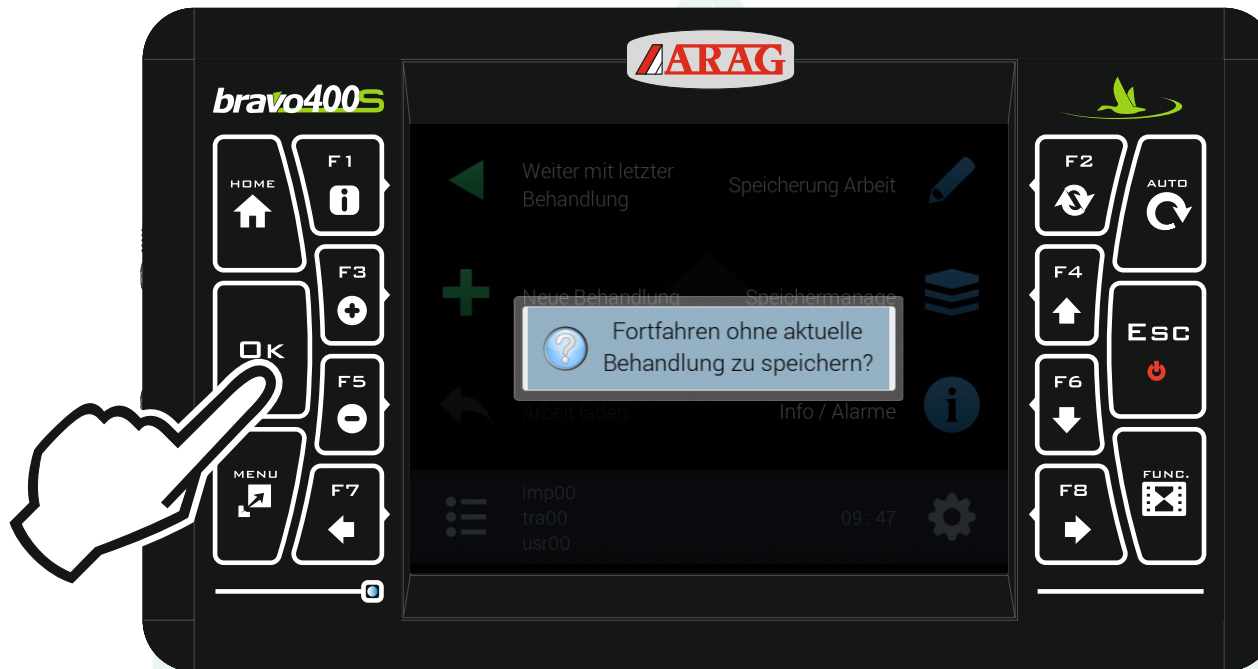 ARAG
bravo400S
HOME
F1
F3
OK
F5
MENU
F7
Weiter mit letzter
Behandlung
Speicherung Arbeit
Neue Behandlung
Speichermanage
Fortfahren ohne aktuelle
Behandlung zu speichern?
Arbeit laden
Info / Alarme
imp00
tra00
usr00
09 : 47
F2
AUTO
F4
ESC
F6
FUNC.
F8